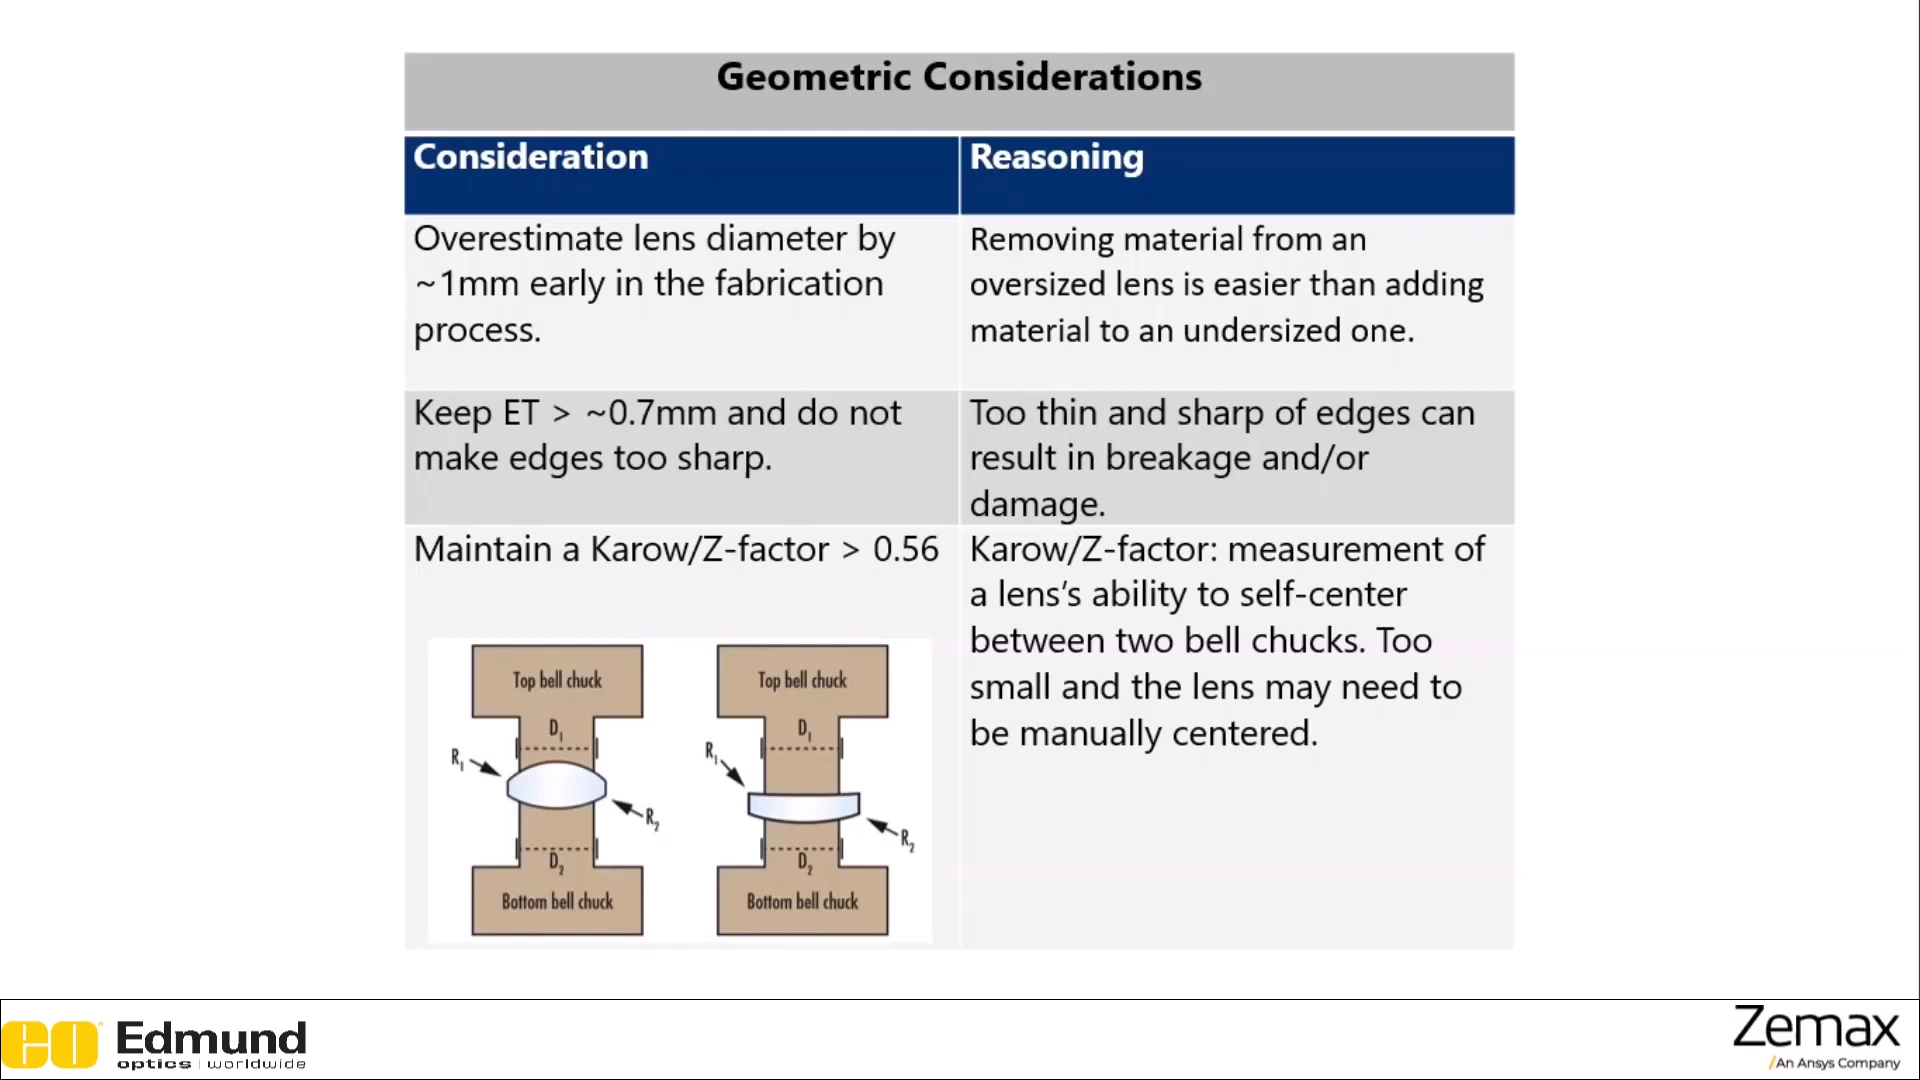 Geometric Considerations
Consideration
Reasoning
Overestimate lens diameter by
~1mm early in the fabrication
process.
Removing material from an
oversized lens is easier than adding
material to an undersized one.
Keep ET > ~0.7mm and do not
make edges too sharp.
Too thin and sharp of edges can
result in breakage and/or
damage.
Maintain a Karow/Z-factor > 0.56
Karow/Z-factor: measurement of
a lens's ability to self-center
between two bell chucks. Too
small and the lens may need to
be manually centered.
Top bell chuck
D₁
R₁
R₂
D₂
Bottom bell chuck
Top bell chuck
D₁
R₁
R₂
D₂
Bottom bell chuck
EO Edmund
optics | worldwide
Zemax
/An Ansys Company